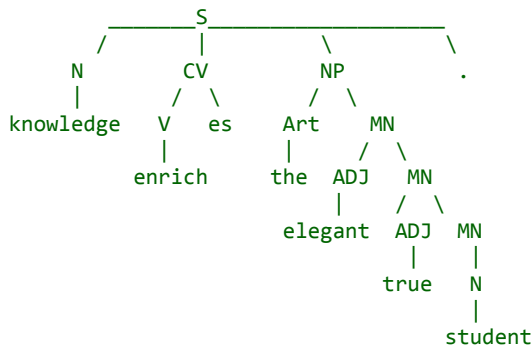 S
N CV NP .
knowledge V es Art MN
enrich the ADJ MN
elegant ADJ MN
true N
student